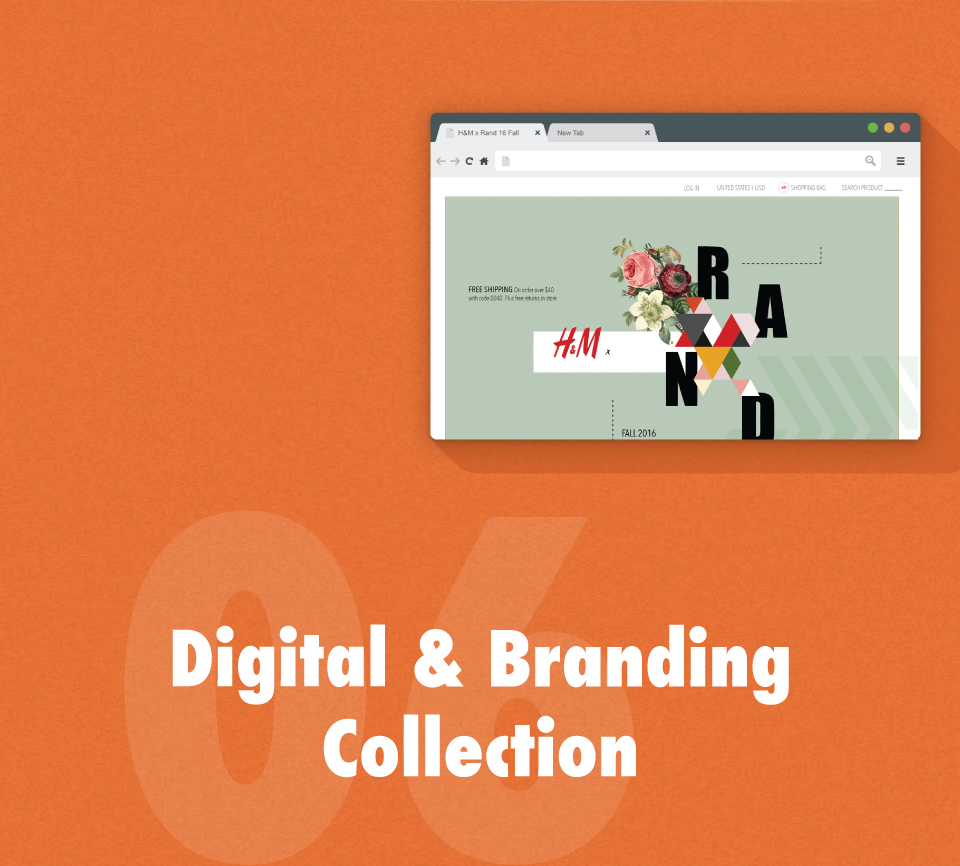 H&M x Rand 16 Fall
New Tab
LOG IN
UNITED STATES | USD
SHOPPING BAG
SEARCH PRODUCT
FREE SHIPPING On order over $40
with code 0040. Plus free returns in store
R
A
H&M x
N
D
FALL 2016
06
Digital & Branding
Collection